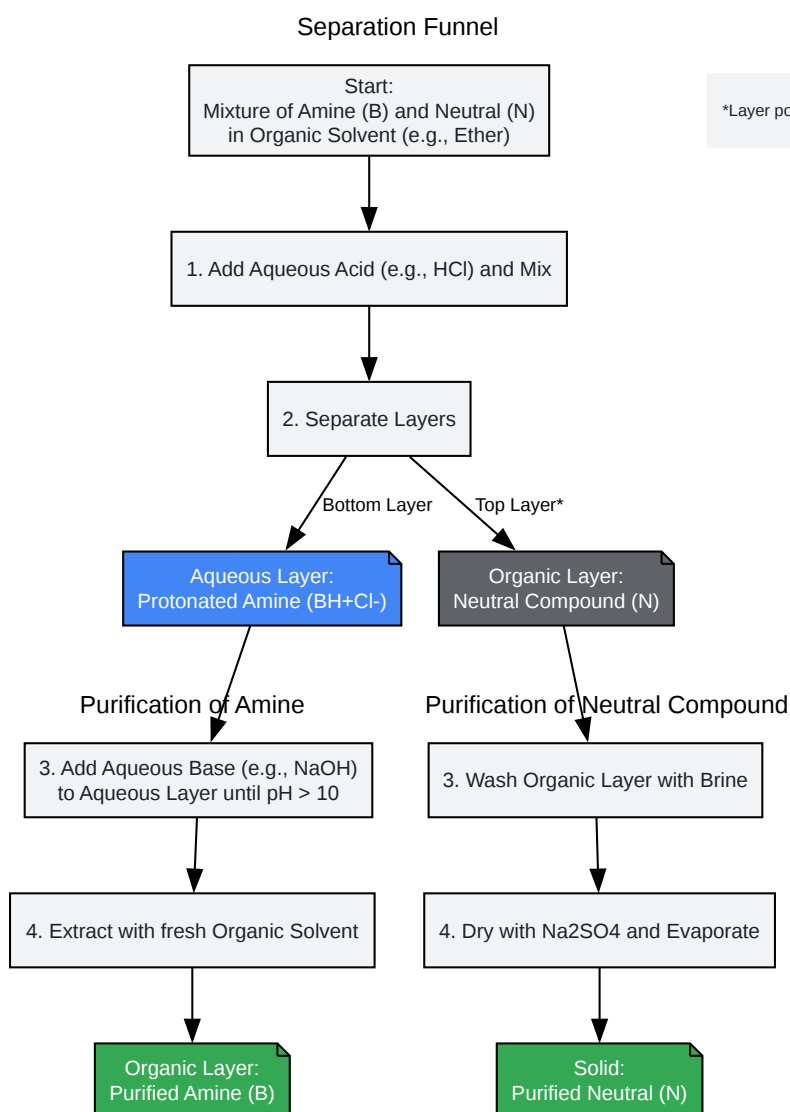 Separation Funnel
Start:
Mixture of Amine (B) and Neutral (N)
in Organic Solvent (e.g., Ether)
*Layer po
1. Add Aqueous Acid (e.g., HCl) and Mix
2. Separate Layers
Bottom Layer
Top Layer*
Aqueous Layer:
Protonated Amine (BH+Cl-)
Organic Layer:
Neutral Compound (N)
Purification of Amine
Purification of Neutral Compound
3. Add Aqueous Base (e.g., NaOH)
to Aqueous Layer until pH > 10
3. Wash Organic Layer with Brine
4. Extract with fresh Organic Solvent
4. Dry with Na2SO4 and Evaporate
Organic Layer:
Purified Amine (B)
Solid:
Purified Neutral (N)